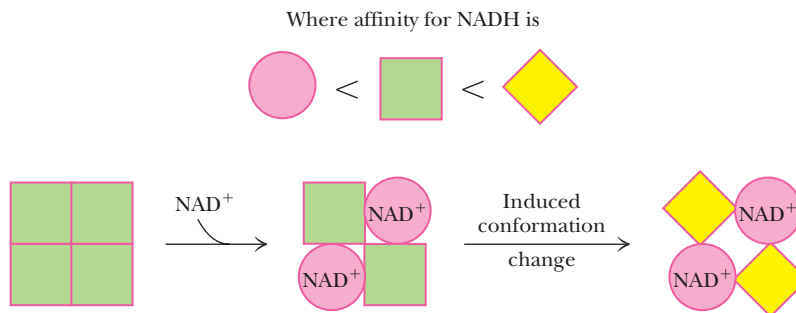 Where affinity for NADH is
< <
NAD⁺
NAD⁺
NAD⁺
Induced
conformation
change
NAD⁺
NAD⁺